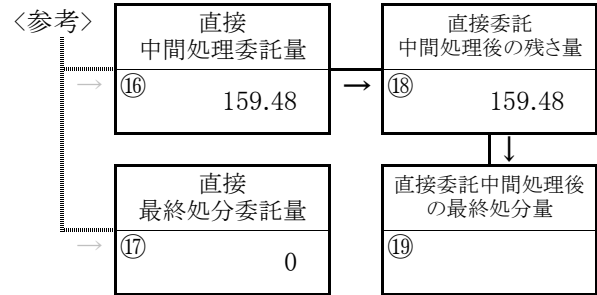 〈参考〉
直接
中間処理委託量
⑯
159.48
→
→
直接委託
中間処理後の残さ量
⑱
159.48
↓
直接
最終処分委託量
→
⑰
0
直接委託中間処理後
の最終処分量
⑲